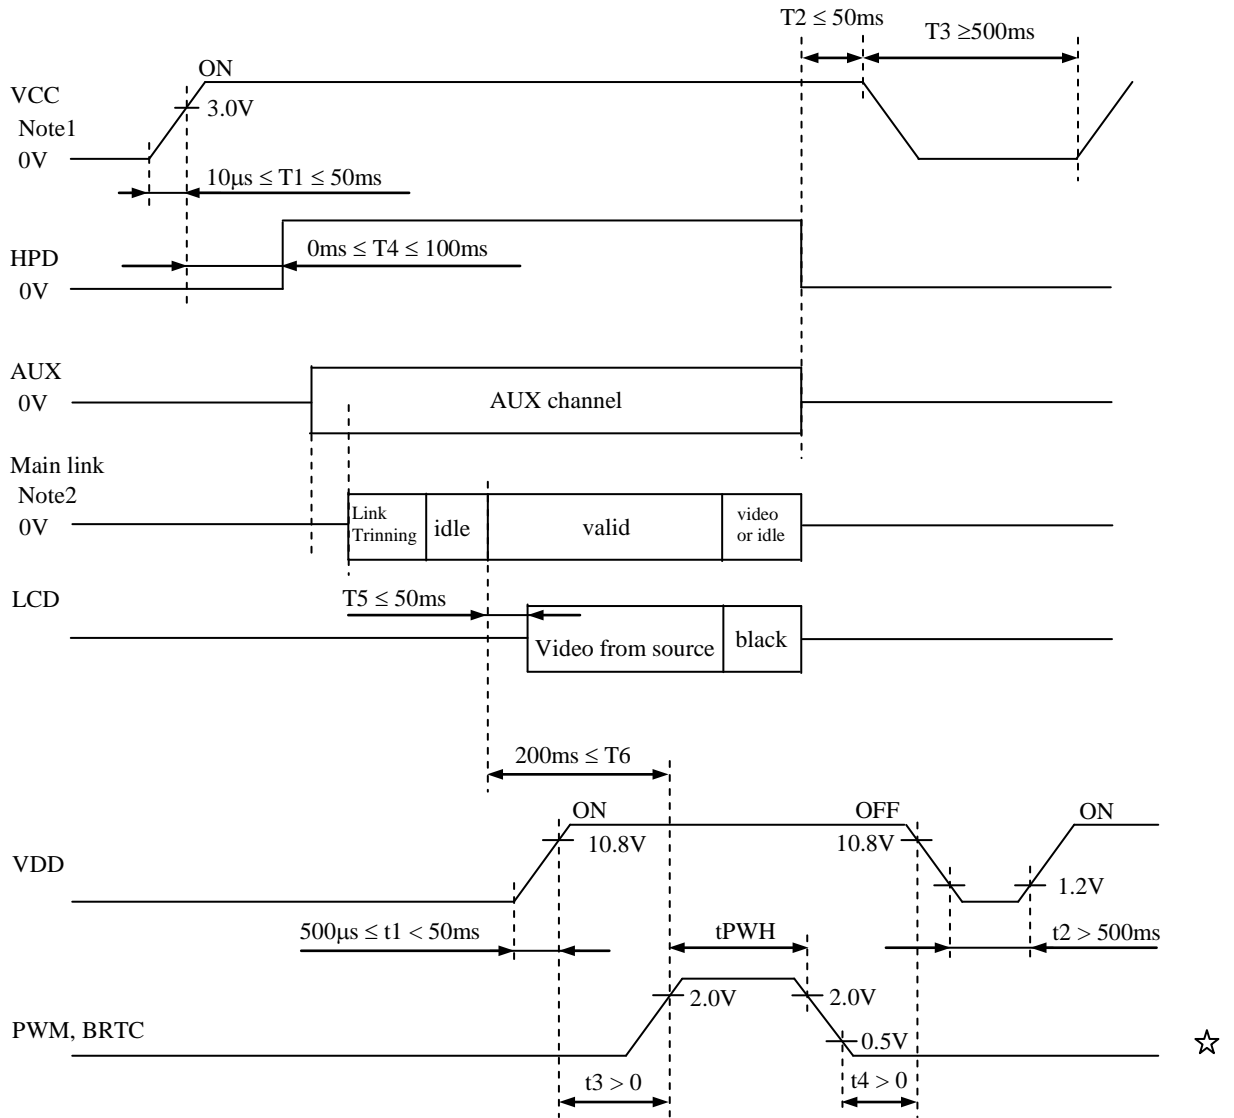 T2 ≤ 50ms
T3 ≥500ms
ON
VCC
3.0V
Note1
0V
10μs ≤ T1 ≤ 50ms
HPD
0ms ≤ T4 ≤ 100ms
0V
AUX
0V
AUX channel
Main link
Note2
0V
Link
Trinning
idle
valid
video
or idle
LCD
T5 ≤ 50ms
Video from source
black
200ms ≤ T6
ON
OFF
ON
10.8V
10.8V
VDD
1.2V
500μs ≤ t1 < 50ms
tPWH
t2 > 500ms
2.0V
2.0V
PWM, BRTC
0.5V
☆
t3 > 0
t4 > 0